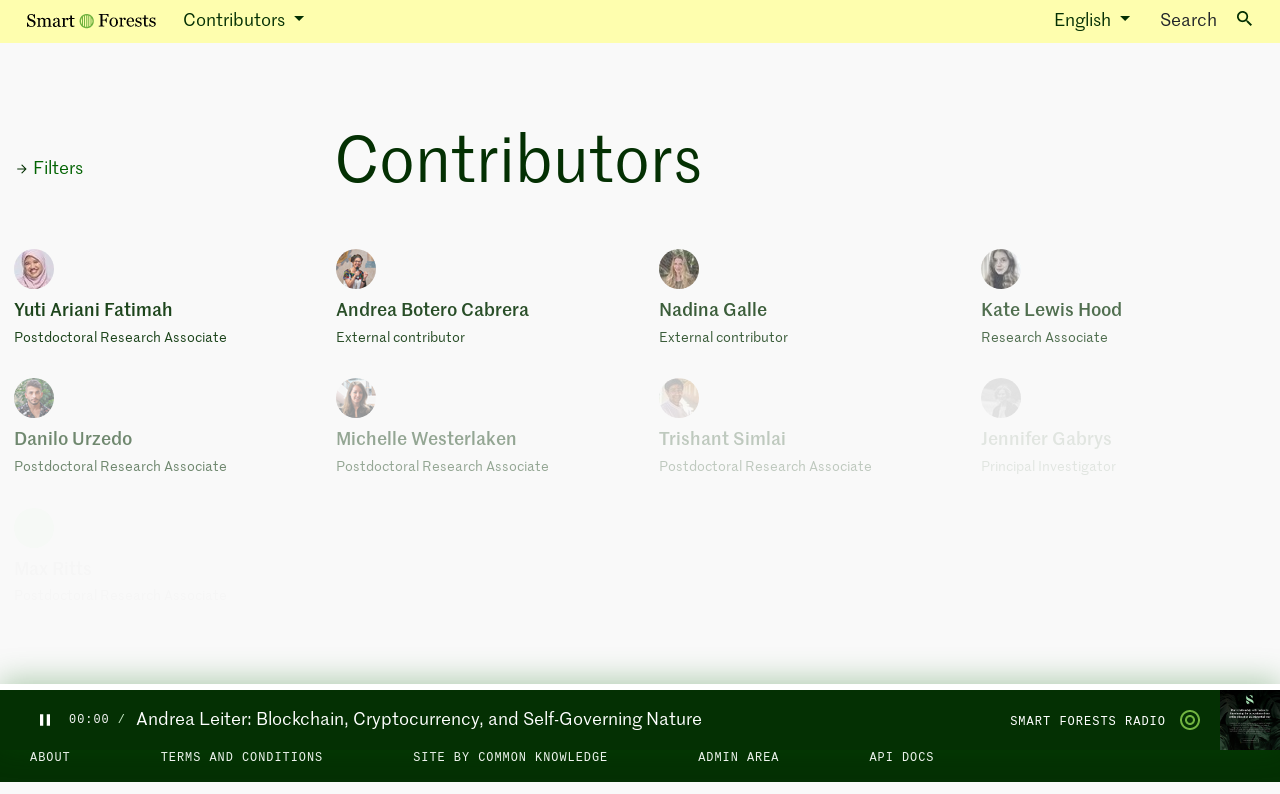 Smart Forests
Contributors
English
Search
Filters
Contributors
Yuti Ariani Fatimah
Postdoctoral Research Associate
Andrea Botero Cabrera
External contributor
Nadina Galle
External contributor
Kate Lewis Hood
Research Associate
Danilo Urzedo
Postdoctoral Research Associate
Michelle Westerlaken
Postdoctoral Research Associate
Trishant Simlai
Postdoctoral Research Associate
Jennifer Gabrys
Principal Investigator
00:00 /
Andrea Leiter: Blockchain, Cryptocurrency, and Self-Governing Nature
SMART FORESTS RADIO
ABOUT
TERMS AND CONDITIONS
SITE BY COMMON KNOWLEDGE
ADMIN AREA
API DOCS